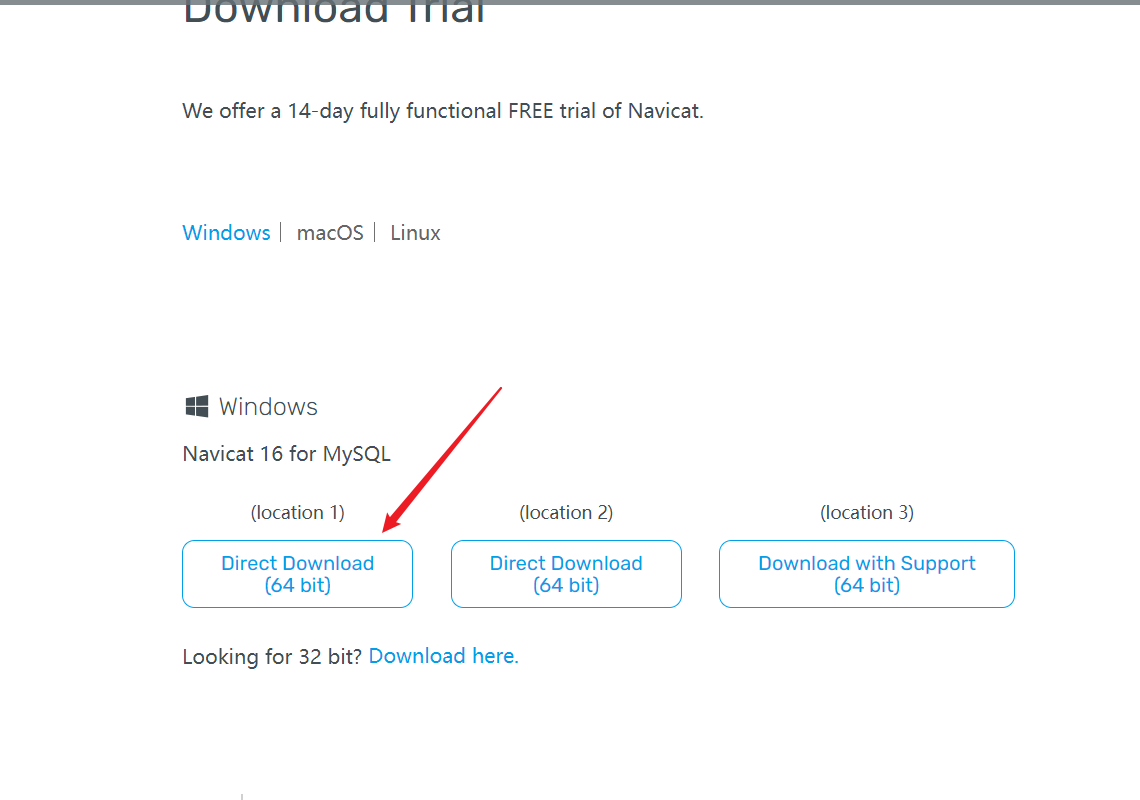 Download Trial
We offer a 14-day fully functional FREE trial of Navicat.
Windows
macOS
Linux
Windows
Navicat 16 for MySQL
(location 1)
(location 2)
(location 3)
Direct Download
(64 bit)
Direct Download
(64 bit)
Download with Support
(64 bit)
Looking for 32 bit? Download here.